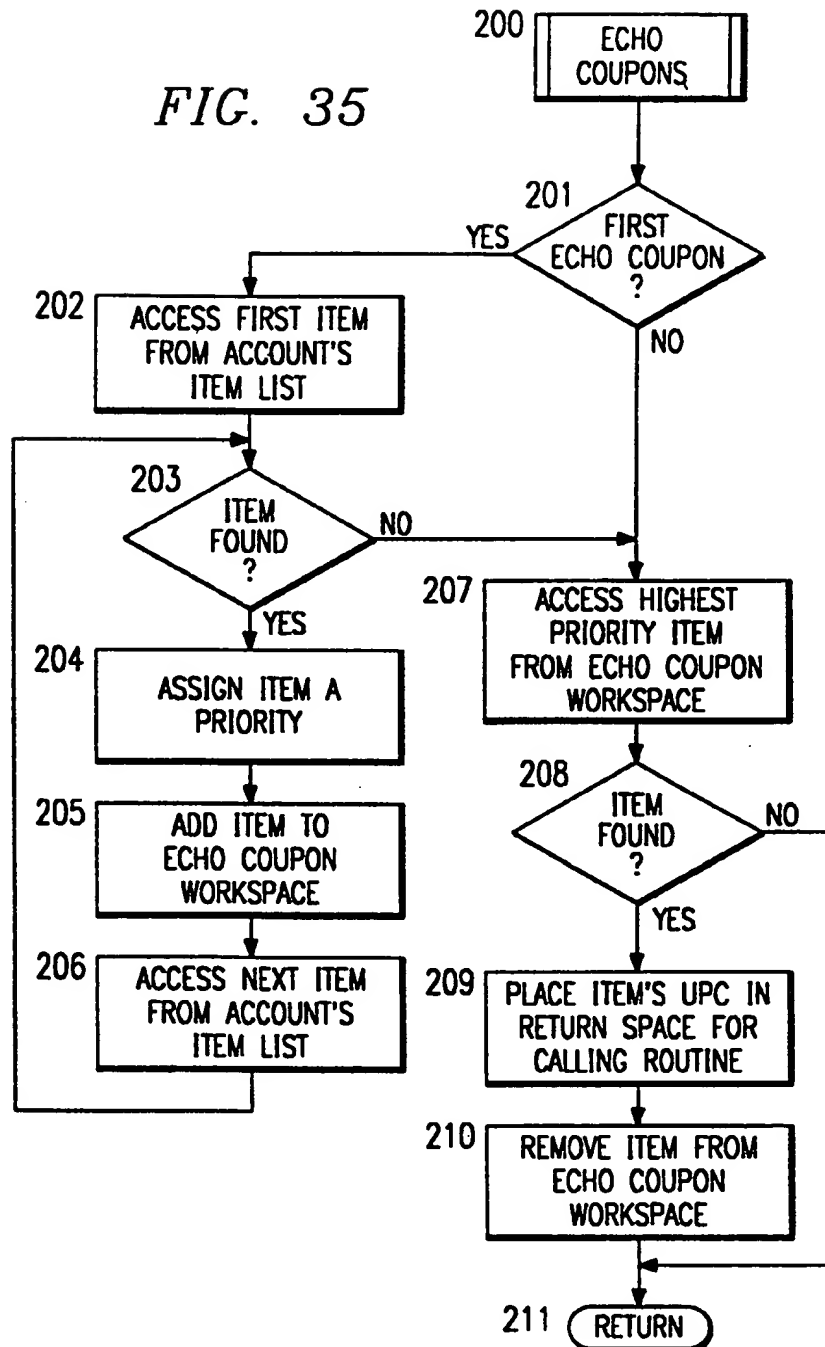 200
ECHO
COUPONS
FIG. 35
201
FIRST
ECHO COUPON
?
YES
NO
202
ACCESS FIRST ITEM
FROM ACCOUNT'S
ITEM LIST
203
ITEM
FOUND
?
NO
YES
204
ASSIGN ITEM A
PRIORITY
205
ADD ITEM TO
ECHO COUPON
WORKSPACE
206
ACCESS NEXT ITEM
FROM ACCOUNT'S
ITEM LIST
207
ACCESS HIGHEST
PRIORITY ITEM
FROM ECHO COUPON
WORKSPACE
208
ITEM
FOUND
?
NO
YES
209
PLACE ITEM'S UPC IN
RETURN SPACE FOR
CALLING ROUTINE
210
REMOVE ITEM FROM
ECHO COUPON
WORKSPACE
211
RETURN